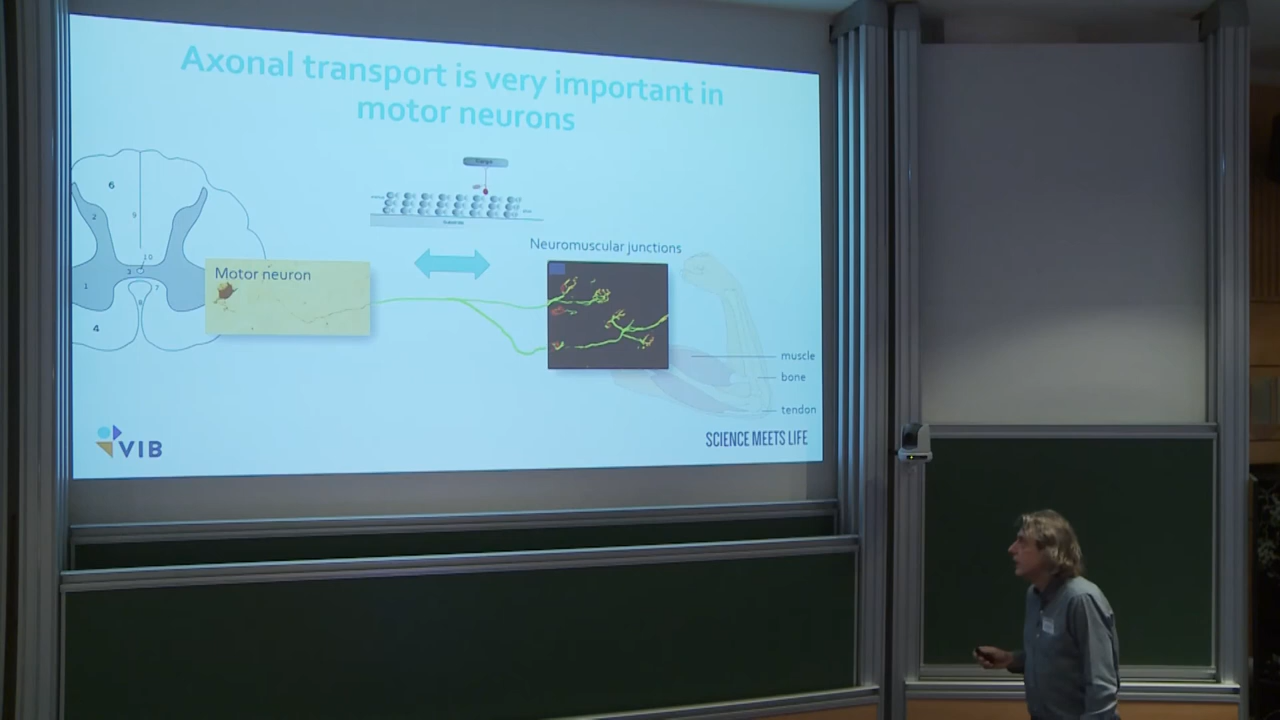 Axonal transport is very important in
motor neurons
6
2
9
10
3
1
7
8
4
Motor neuron
Cargo
Neuromuscular junctions
muscle
bone
tendon
VIB
SCIENCE MEETS LIFE